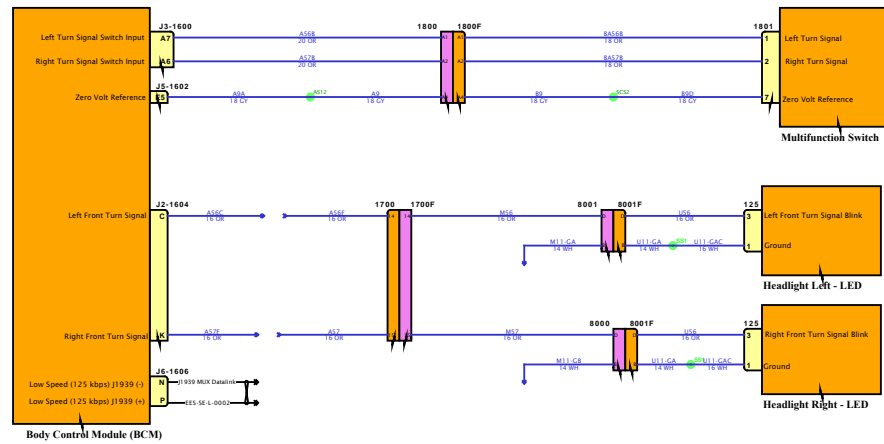 J3-1600 1800 1800F 1801
Left Turn Signal Switch Input A7 A56B 20 OR A1 A1 BA56B 18 OR 1 Left Turn Signal
Right Turn Signal Switch Input A6 A57B 20 OR A2 A2 BA57B 18 OR 2 Right Turn Signal
J5-1602
Zero Volt Reference E5 A9A 18 GY AS12 A9 18 GY A4 B9 18 GY SCS2 B9D 18 GY 7 Zero Volt Reference
Multifunction Switch
J2-1604 1700 1700F 8001 8001F 125
Left Front Turn Signal C A56C 16 OR A56F 16 OR 14 14 M56 16 OR D D U56 16 OR 3 Left Front Turn Signal Blink
M11-GA 14 WH B U11-GA 14 WH SS1 U11-GAC 16 WH 1 Ground
Headlight Left - LED
8000 8001F 125
Right Front Turn Signal K A57F 16 OR A57 16 OR M57 16 OR D D U56 16 OR 3 Right Front Turn Signal Blink
M11-GB 14 WH B U11-GA 14 WH U11-GAC 16 WH 1 Ground
Headlight Right - LED
J6-1606
Low Speed (125 kbps) J1939 (-) N J1939 MUX Datalink
Low Speed (125 kbps) J1939 (+) P EES-SE-L-0002
Body Control Module (BCM)